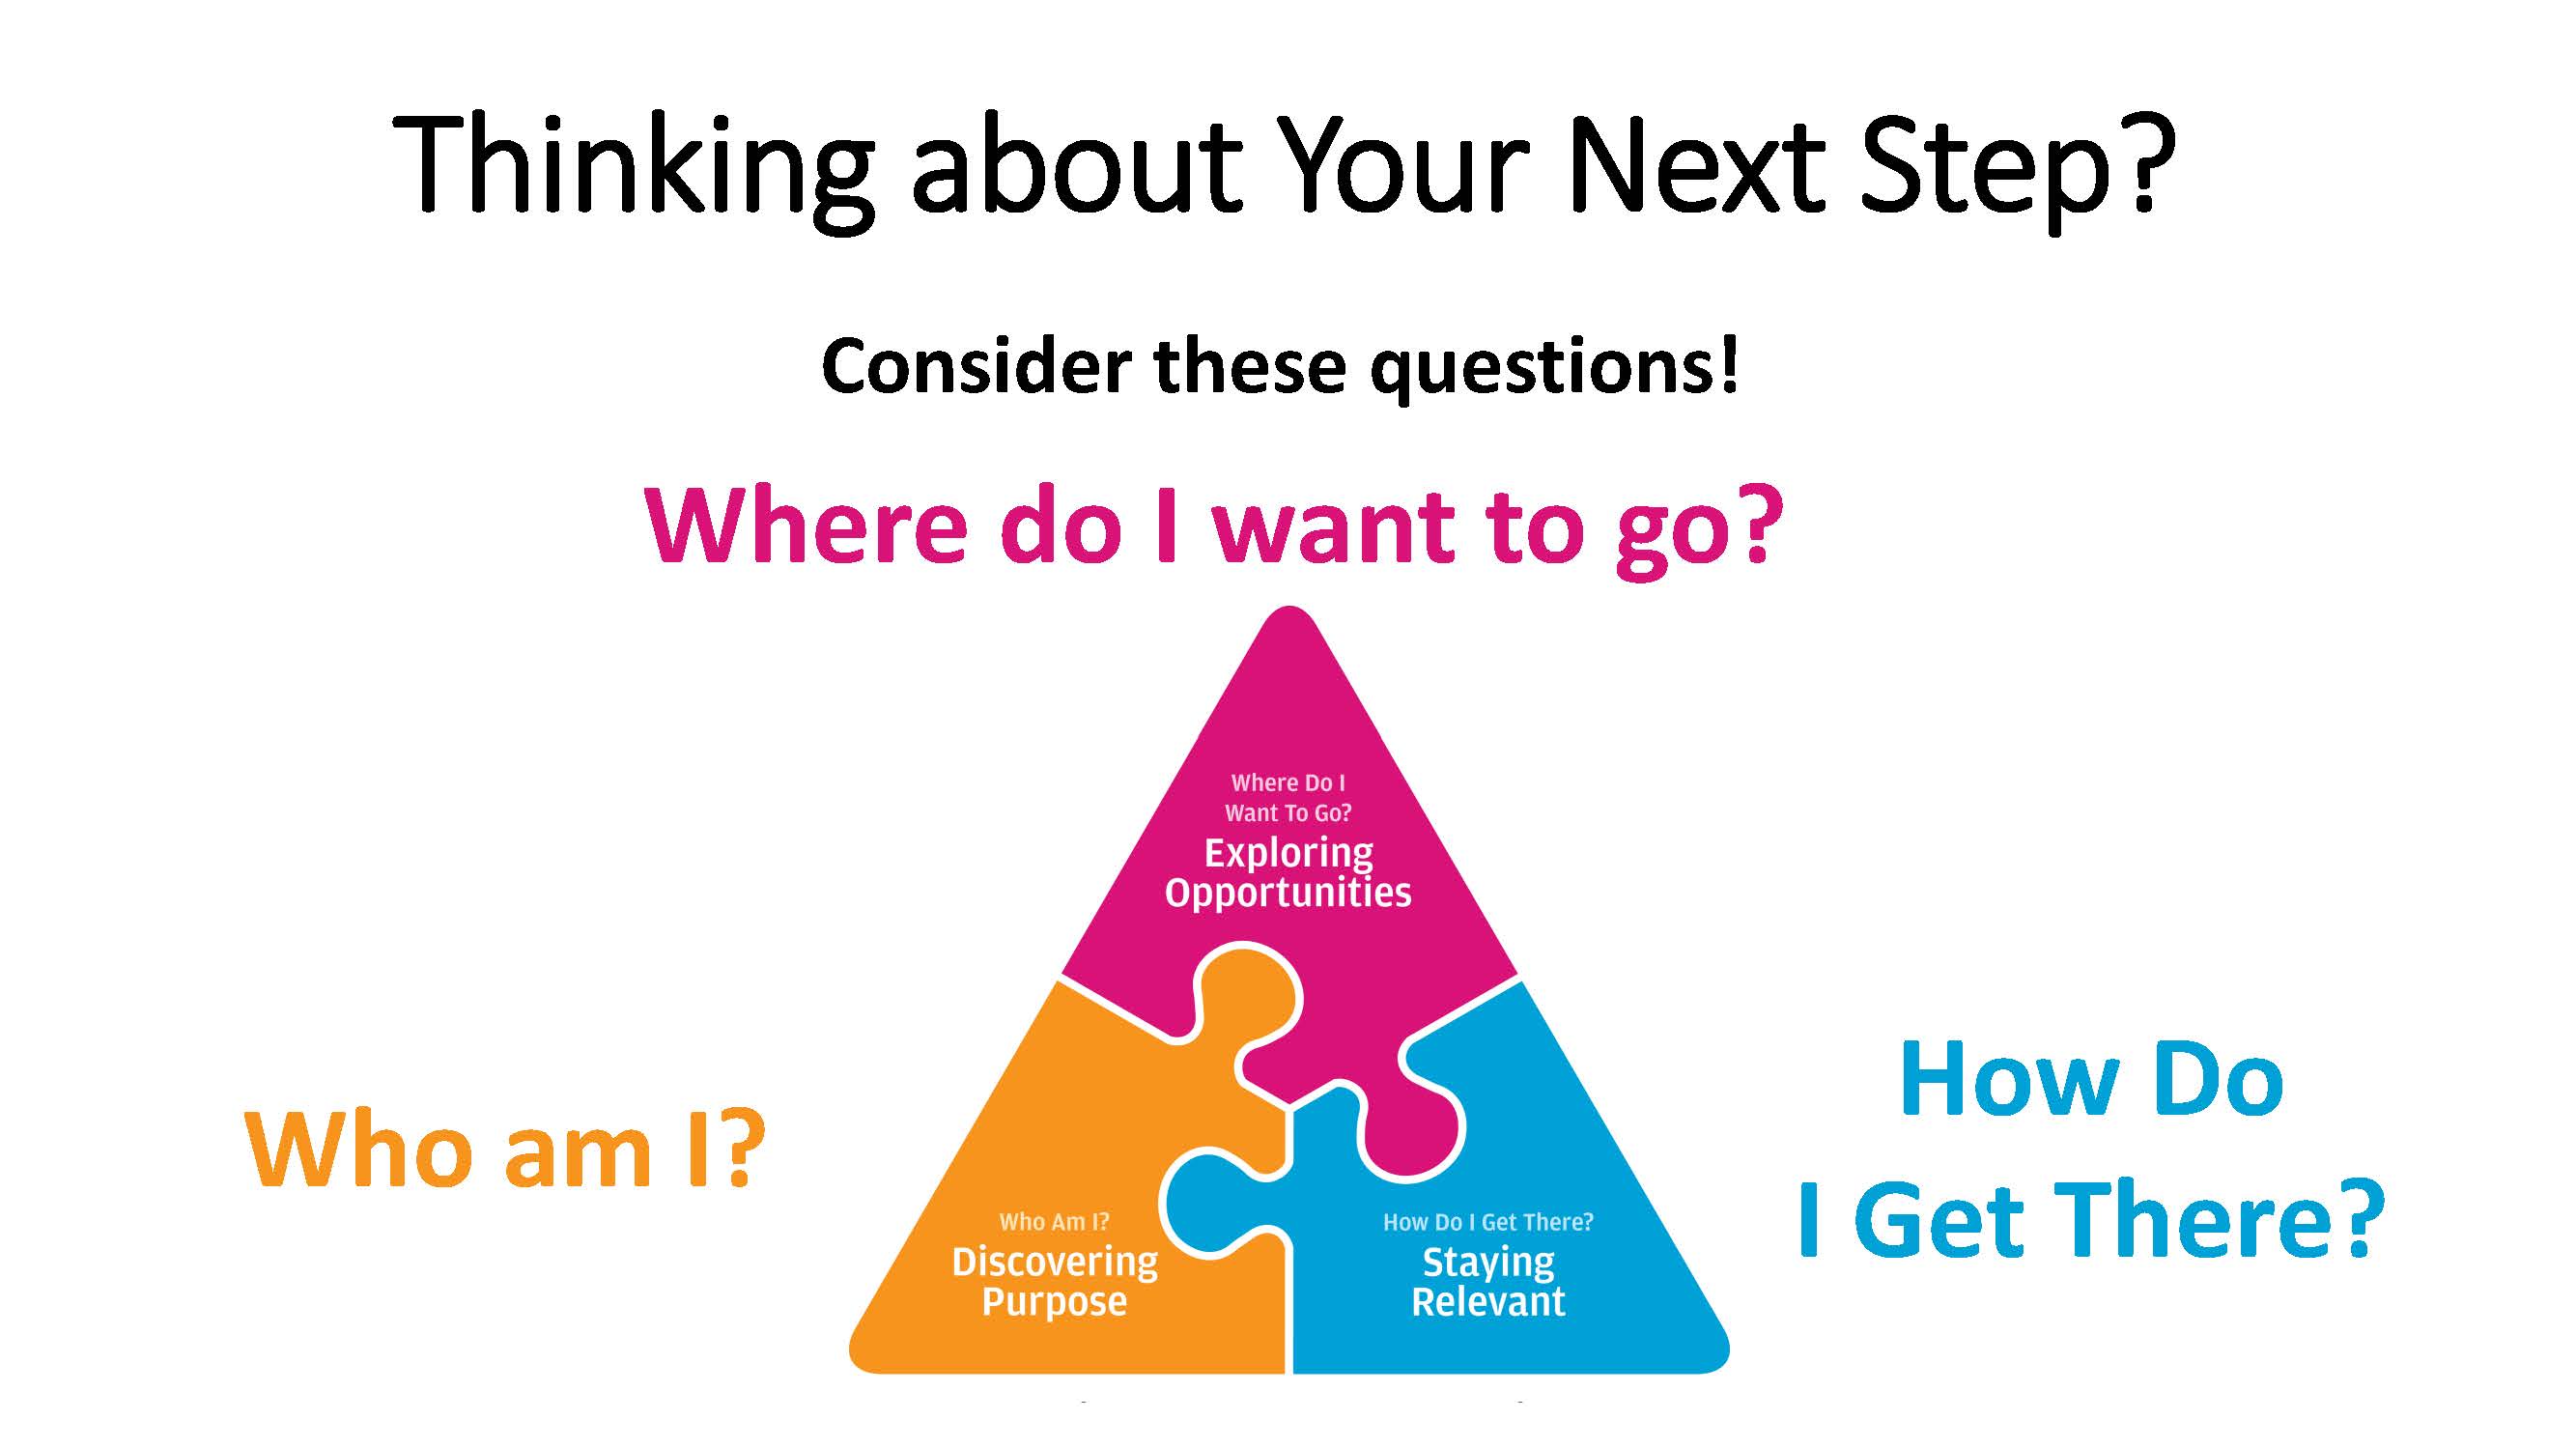 Thinking about Your Next Step?
Consider these questions!
Where do I want to go?
Where Do I
Want To Go?
Exploring
Opportunities
Who am I?
Who Am I?
Discovering
Purpose
How Do I Get There?
Staying
Relevant
How Do
I Get There?